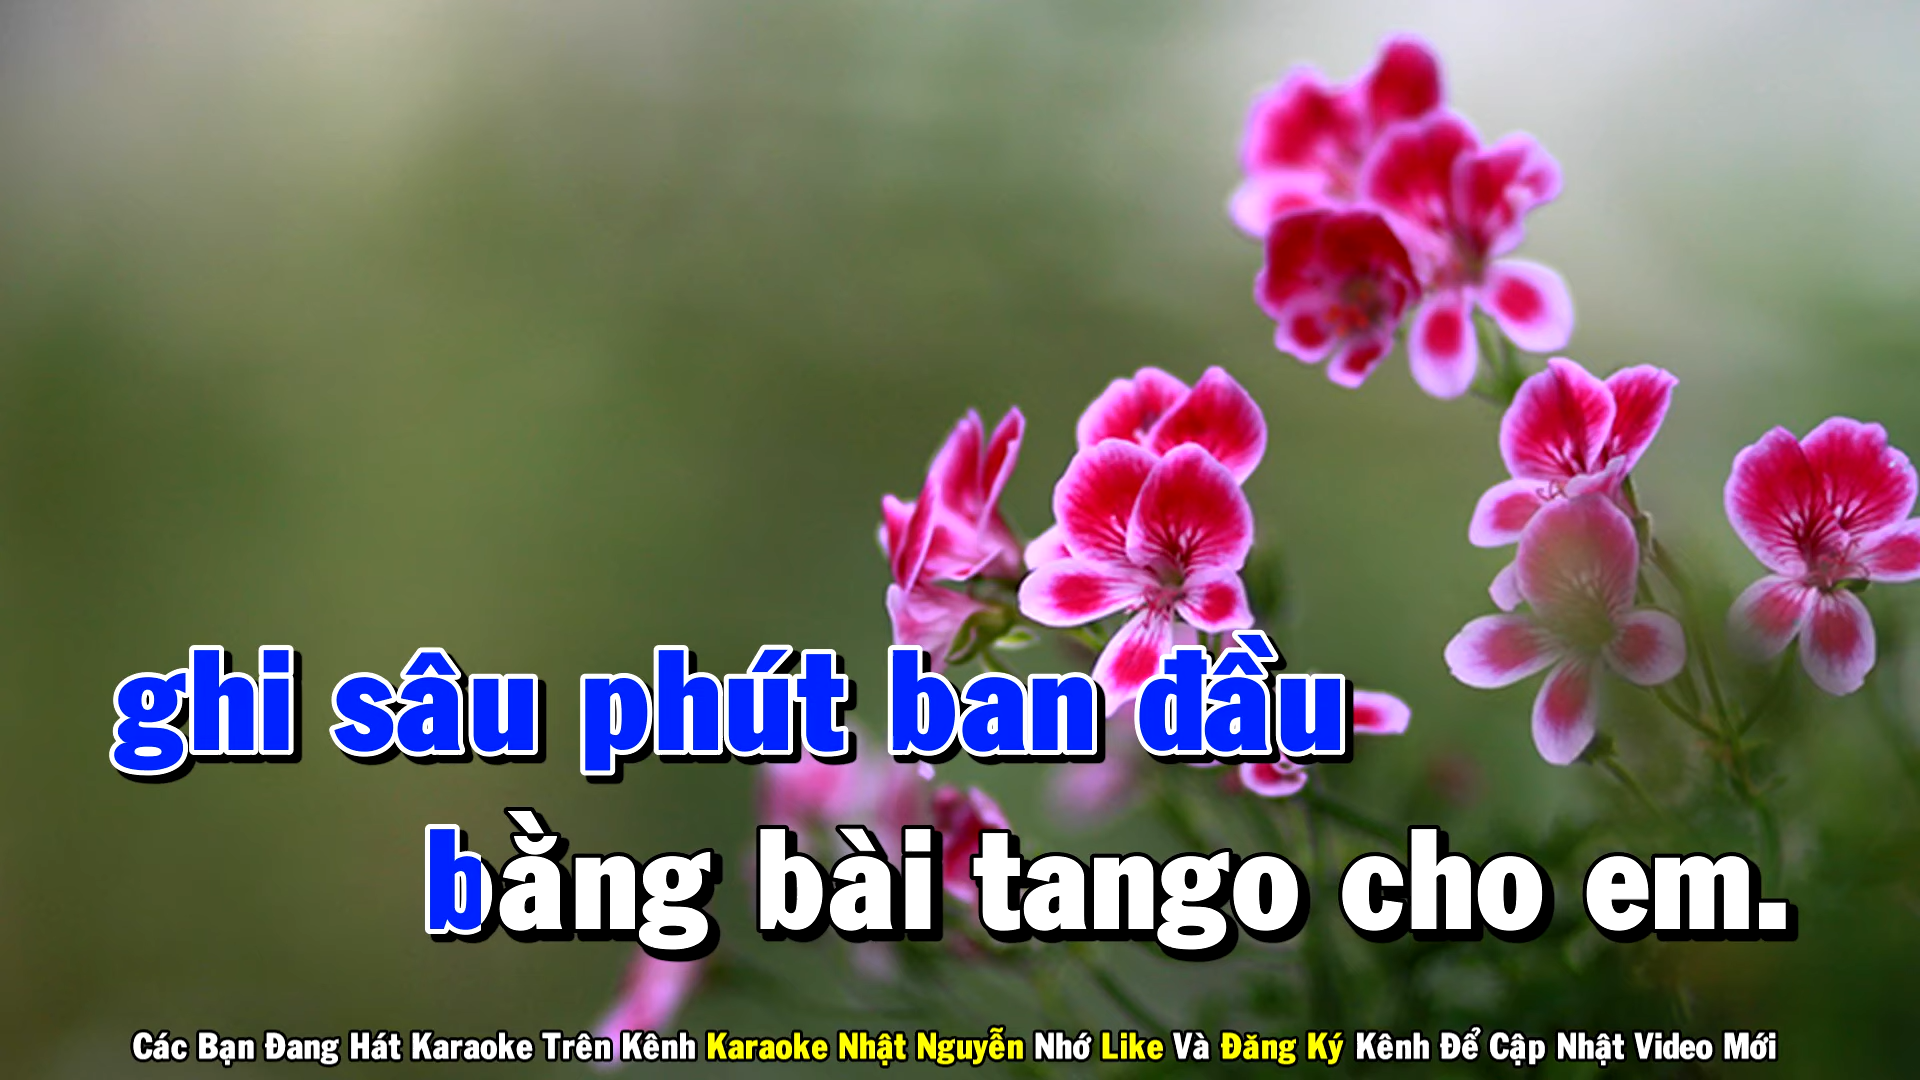 ghi sâu phút ban đầu
bằng bài tango cho em.
Các Bạn Đang Hát Karaoke Trên Kênh Karaoke Nhật Nguyễn Nhớ Like Và Đăng Ký Kênh Để Cập Nhật Video Mới